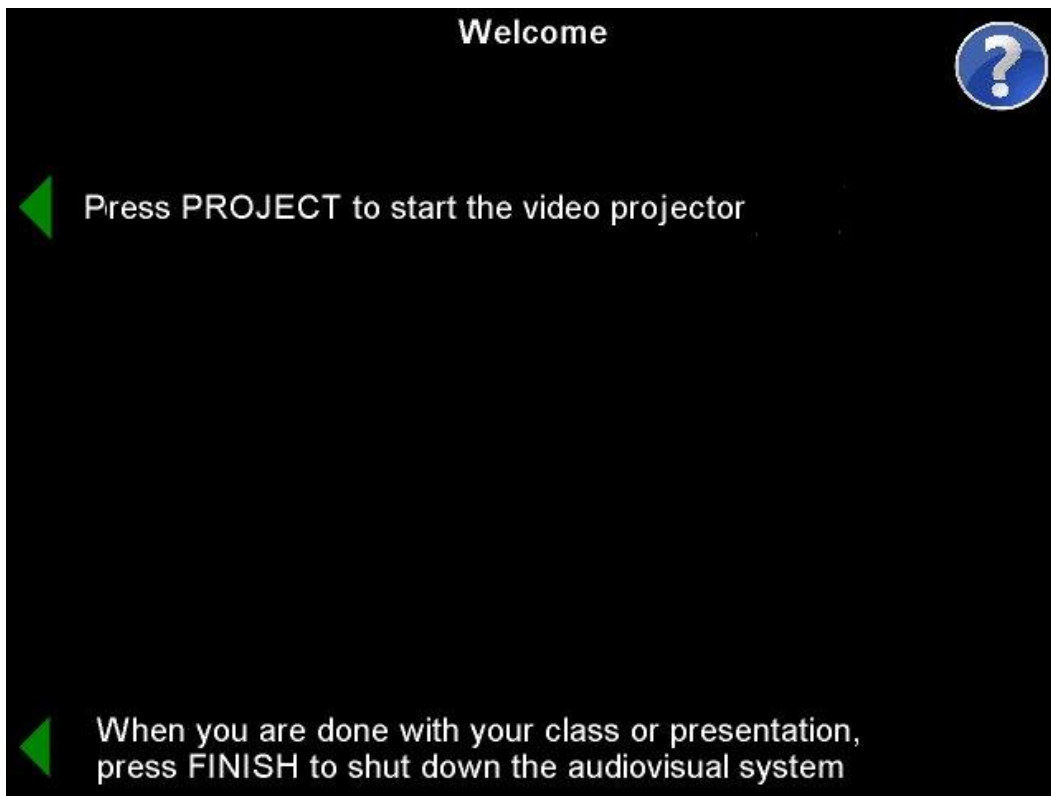 Welcome
?
Press PROJECT to start the video projector
When you are done with your class or presentation,
press FINISH to shut down the audiovisual system